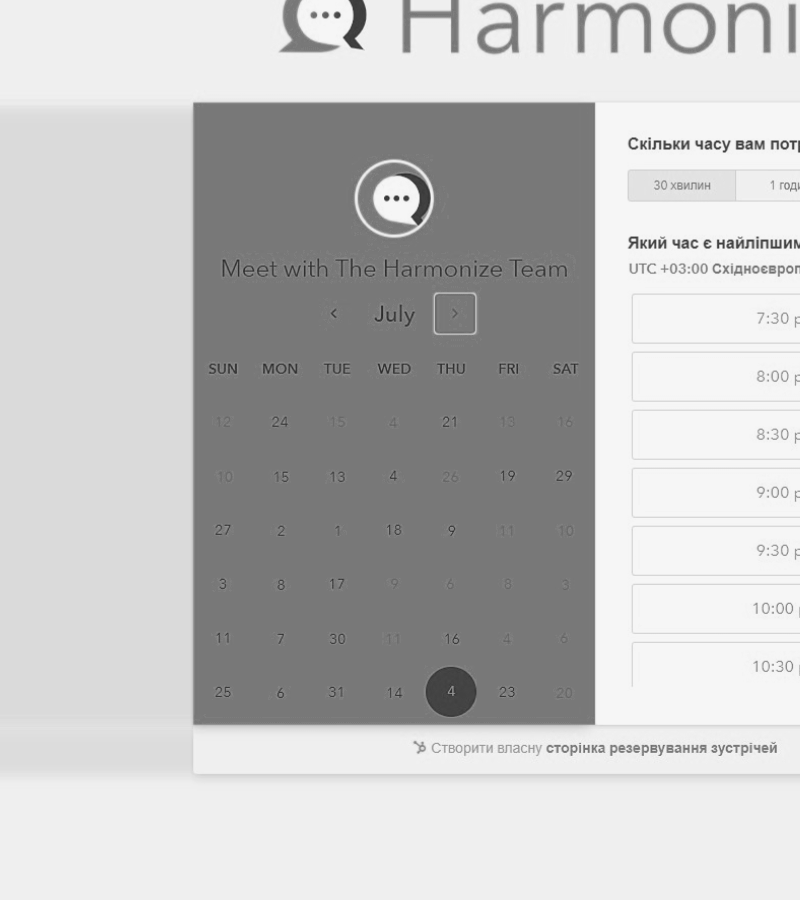 Harmoni
Meet with The Harmonize Team
July
SUN MON TUE WED THU FRI SAT
12 24 15 4 21 13 16
10 15 13 4 26 19 29
27 2 1 18 9 11 10
3 8 17 9 6 8 3
11 7 30 11 16 4 6
25 6 31 14 4 23 20
Скільки часу вам потр
30 хвилин 1 годи
Який час є найліпшим
UTC +03:00 Східноєвроп
7:30 p
8:00 p
8:30 p
9:00 p
9:30 p
10:00 p
10:30 p
Створити власну сторінка резервування зустрічей